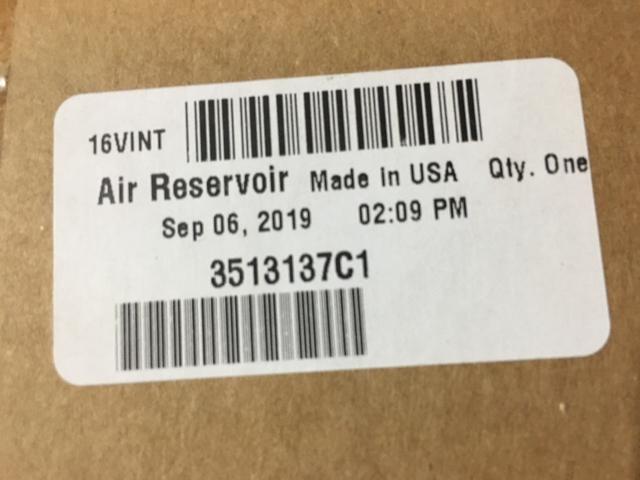 16VINT
Air Reservoir Made in USA Qty. One
Sep 06, 2019 02:09 PM
3513137C1